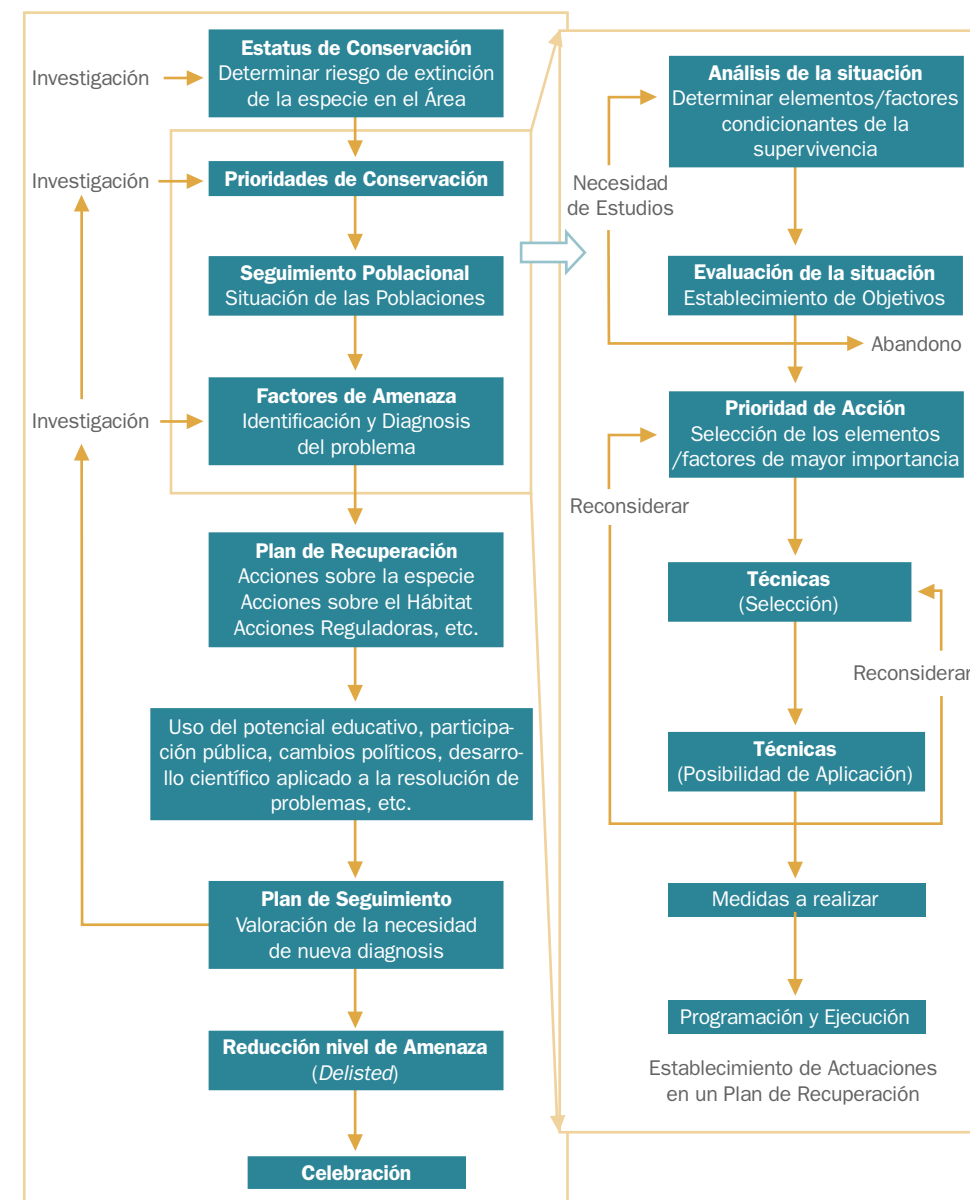 Estatus de Conservación
Investigación
Determinar riesgo de extinción
de la especie en el Área
Investigación
Prioridades de Conservación
Seguimiento Poblacional
Situación de las Poblaciones
Factores de Amenaza
Investigación
Identificación y Diagnosis
del problema
Plan de Recuperación
Acciones sobre la especie
Acciones sobre el Hábitat
Acciones Reguladoras, etc.
Uso del potencial educativo, participa-
ción pública, cambios políticos, desarro-
llo científico aplicado a la resolución de
problemas, etc.
Plan de Seguimiento
Valoración de la necesidad
de nueva diagnosis
Reducción nivel de Amenaza
(Delisted)
Celebración
Análisis de la situación
Determinar elementos/factores
condicionantes de la
supervivencia
Necesidad
de Estudios
Evaluación de la situación
Establecimiento de Objetivos
Abandono
Prioridad de Acción
Selección de los elementos
/factores de mayor importancia
Reconsiderar
Técnicas
(Selección)
Reconsiderar
Técnicas
(Posibilidad de Aplicación)
Medidas a realizar
Programación y Ejecución
Establecimiento de Actuaciones
en un Plan de Recuperación